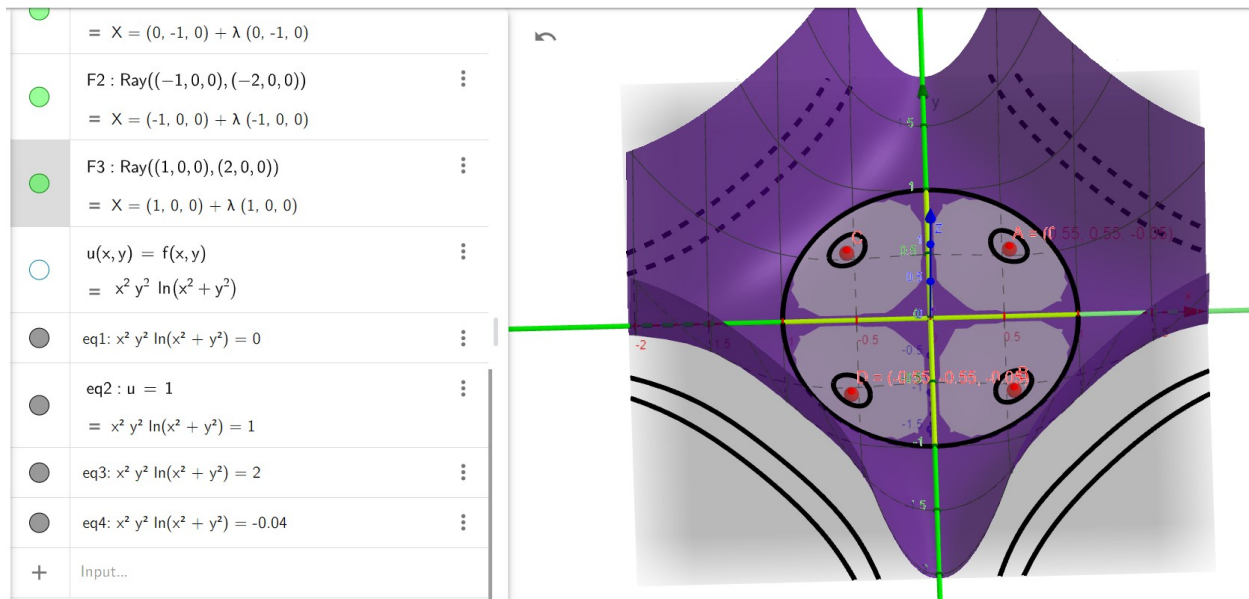 = X = (0, -1, 0) + λ (0, -1, 0)
F2 : Ray((−1,0,0),(−2,0,0))
= X = (-1, 0, 0) + λ (-1, 0, 0)
F3 : Ray((1,0,0),(2,0,0))
= X = (1, 0, 0) + λ (1, 0, 0)
u(x,y) = f(x,y)
= x² y² ln(x² + y²)
eq1: x² y² ln(x² + y²) = 0
eq2 : u = 1
= x² y² ln(x² + y²) = 1
eq3: x² y² ln(x² + y²) = 2
eq4: x² y² ln(x² + y²) = -0.04
+ Input...
y
1
C
z
-2
-0.5
0.5
-0.5
-1.5
-1